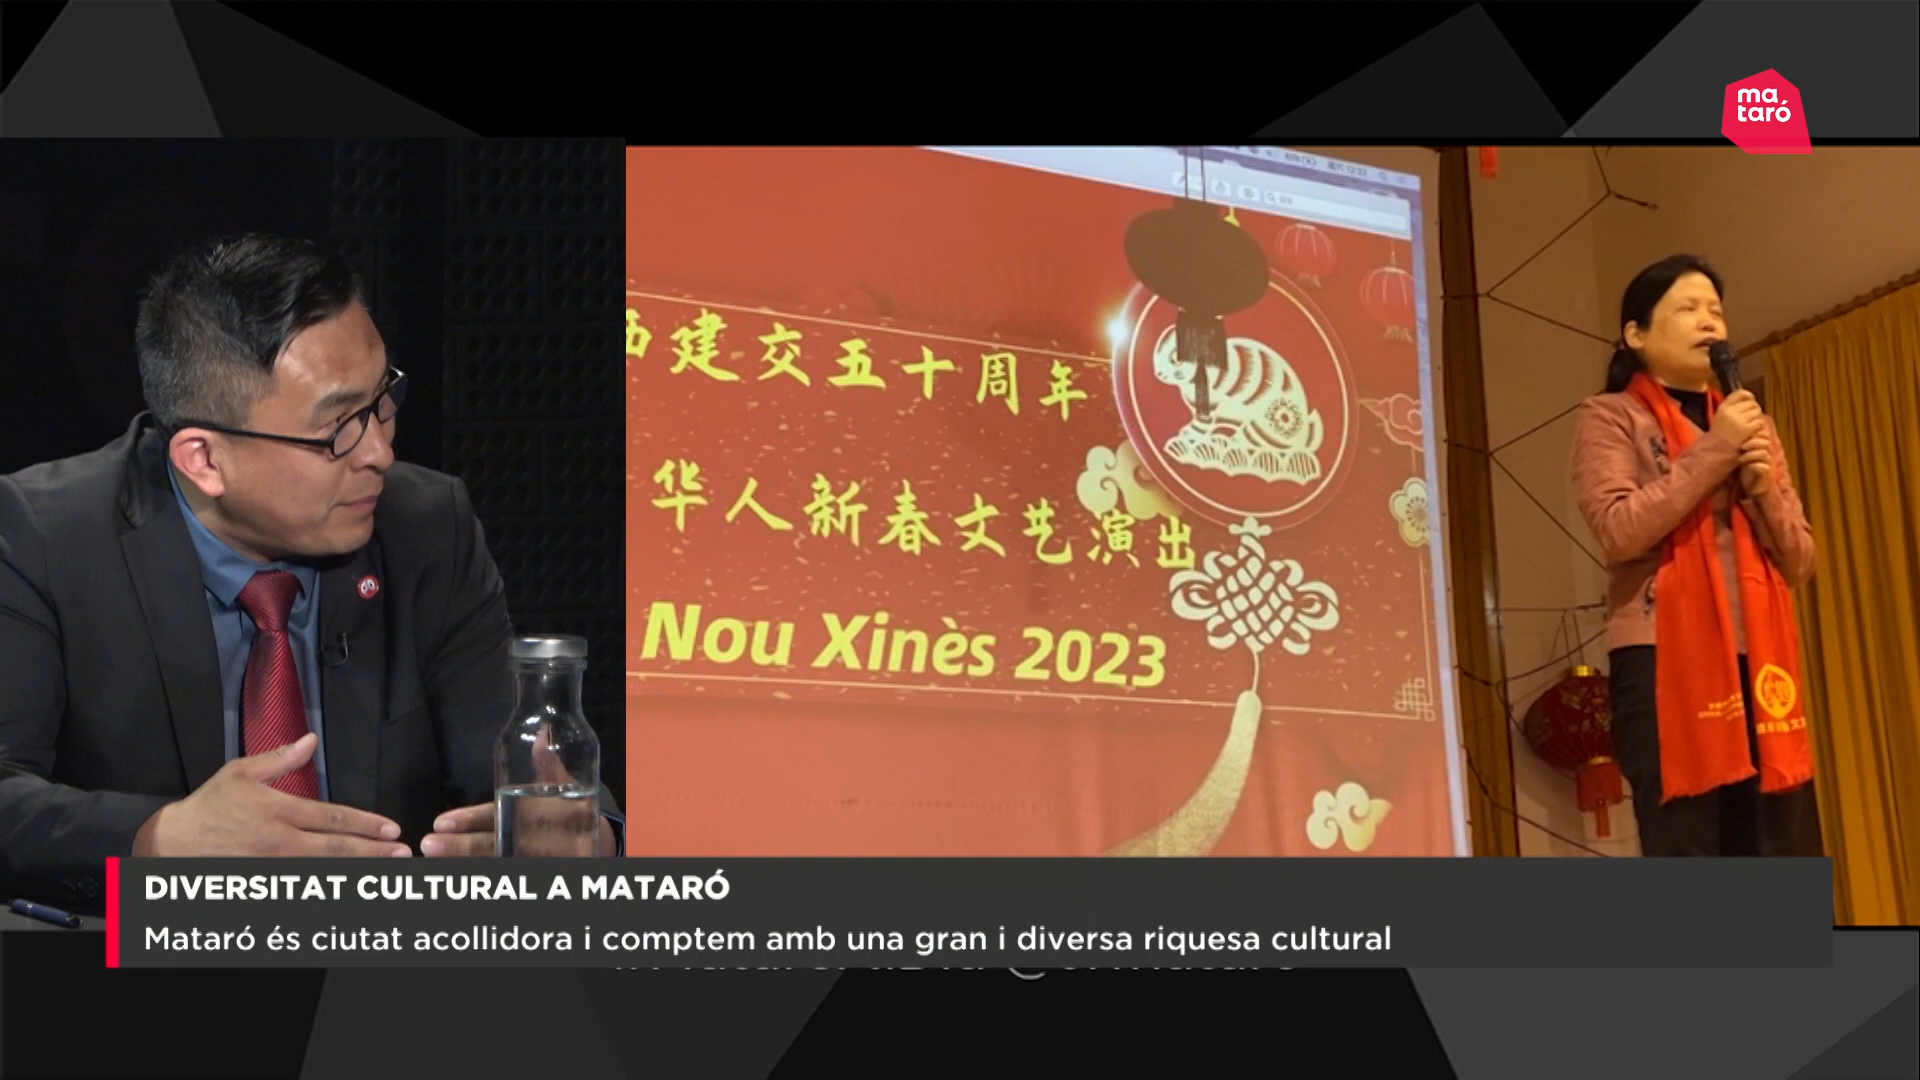 ma
taró
西建交五十周年
华人新春文艺演出
Nou Xinès 2023
DIVERSITAT CULTURAL A MATARÓ
Mataró és ciutat acollidora i comptem amb una gran i diversa riquesa cultural